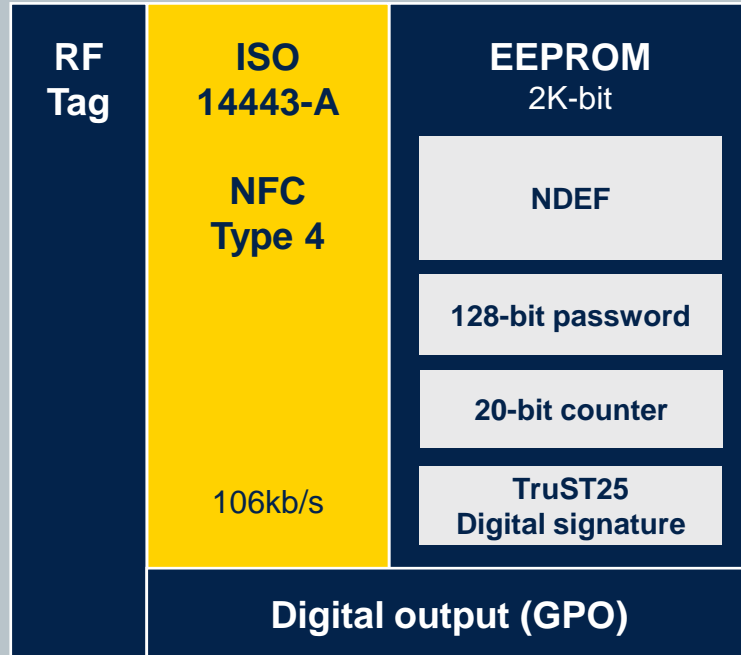 RF
Tag
ISO
14443-A
NFC
Type 4
106kb/s
EEPROM
2K-bit
NDEF
128-bit password
20-bit counter
TruST25
Digital signature
Digital output (GPO)